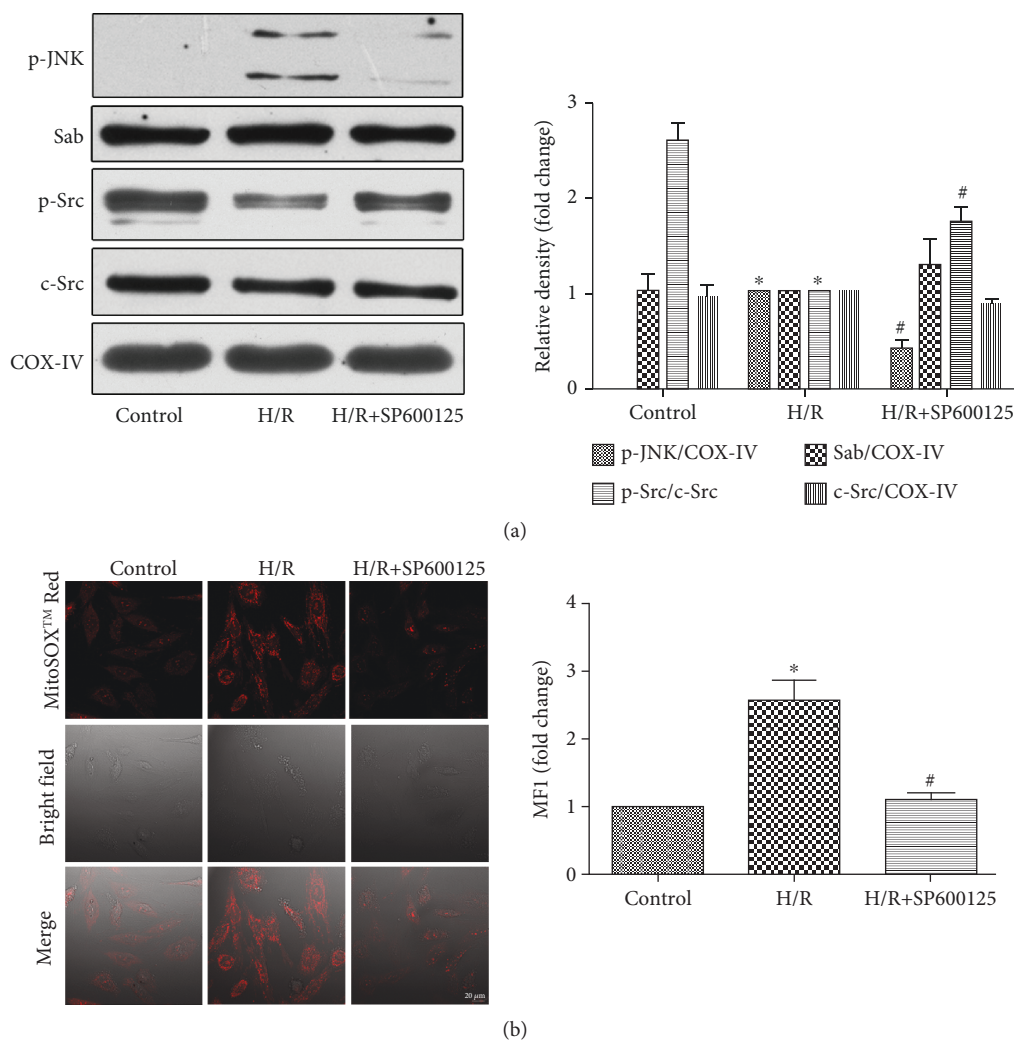 p-JNK
Sab
p-Src
c-Src
COX-IV
Control H/R H/R+SP600125
Relative density (fold change)
3
2
1
0
* * # #
Control H/R H/R+SP600125
p-JNK/COX-IV Sab/COX-IV
p-Src/c-Src c-Src/COX-IV
(a)
Control H/R H/R+SP600125
MitoSOX™ Red
Bright field
Merge
20 μm
MF1 (fold change)
4
3
2
1
0
* #
Control H/R H/R+SP600125
(b)